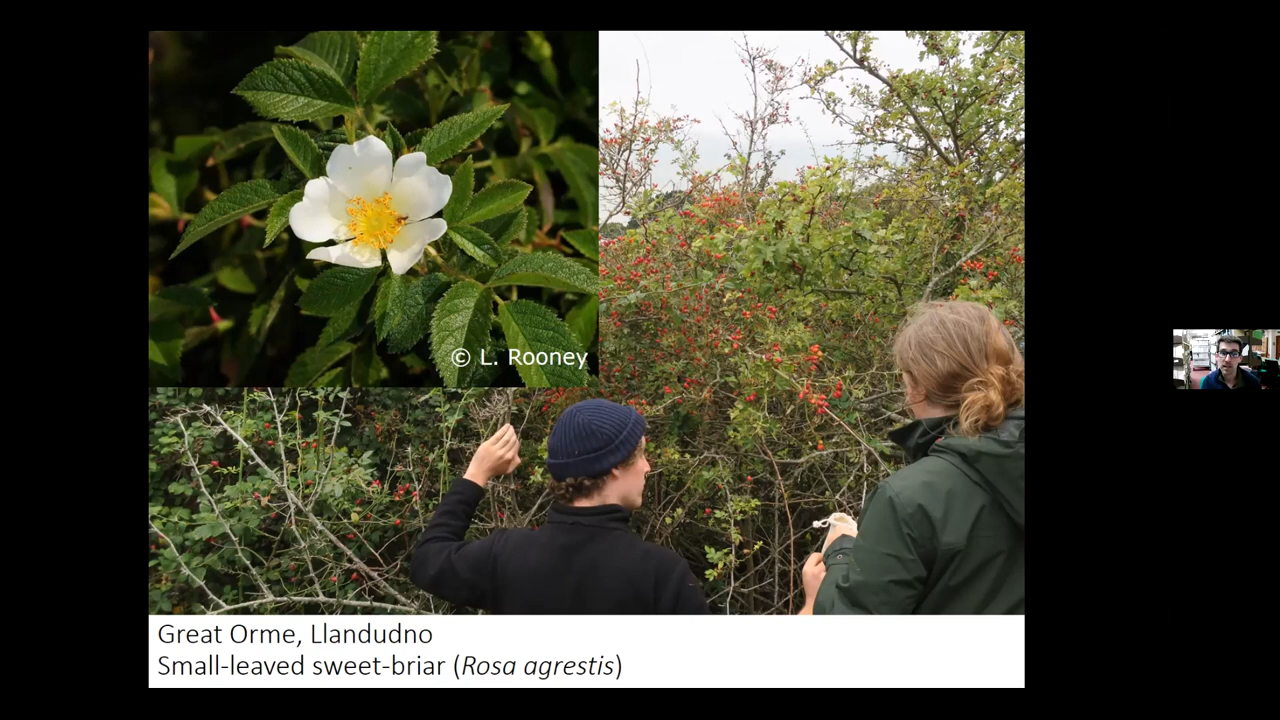 © L. Rooney
Great Orme, Llandudno
Small-leaved sweet-briar (Rosa agrestis)